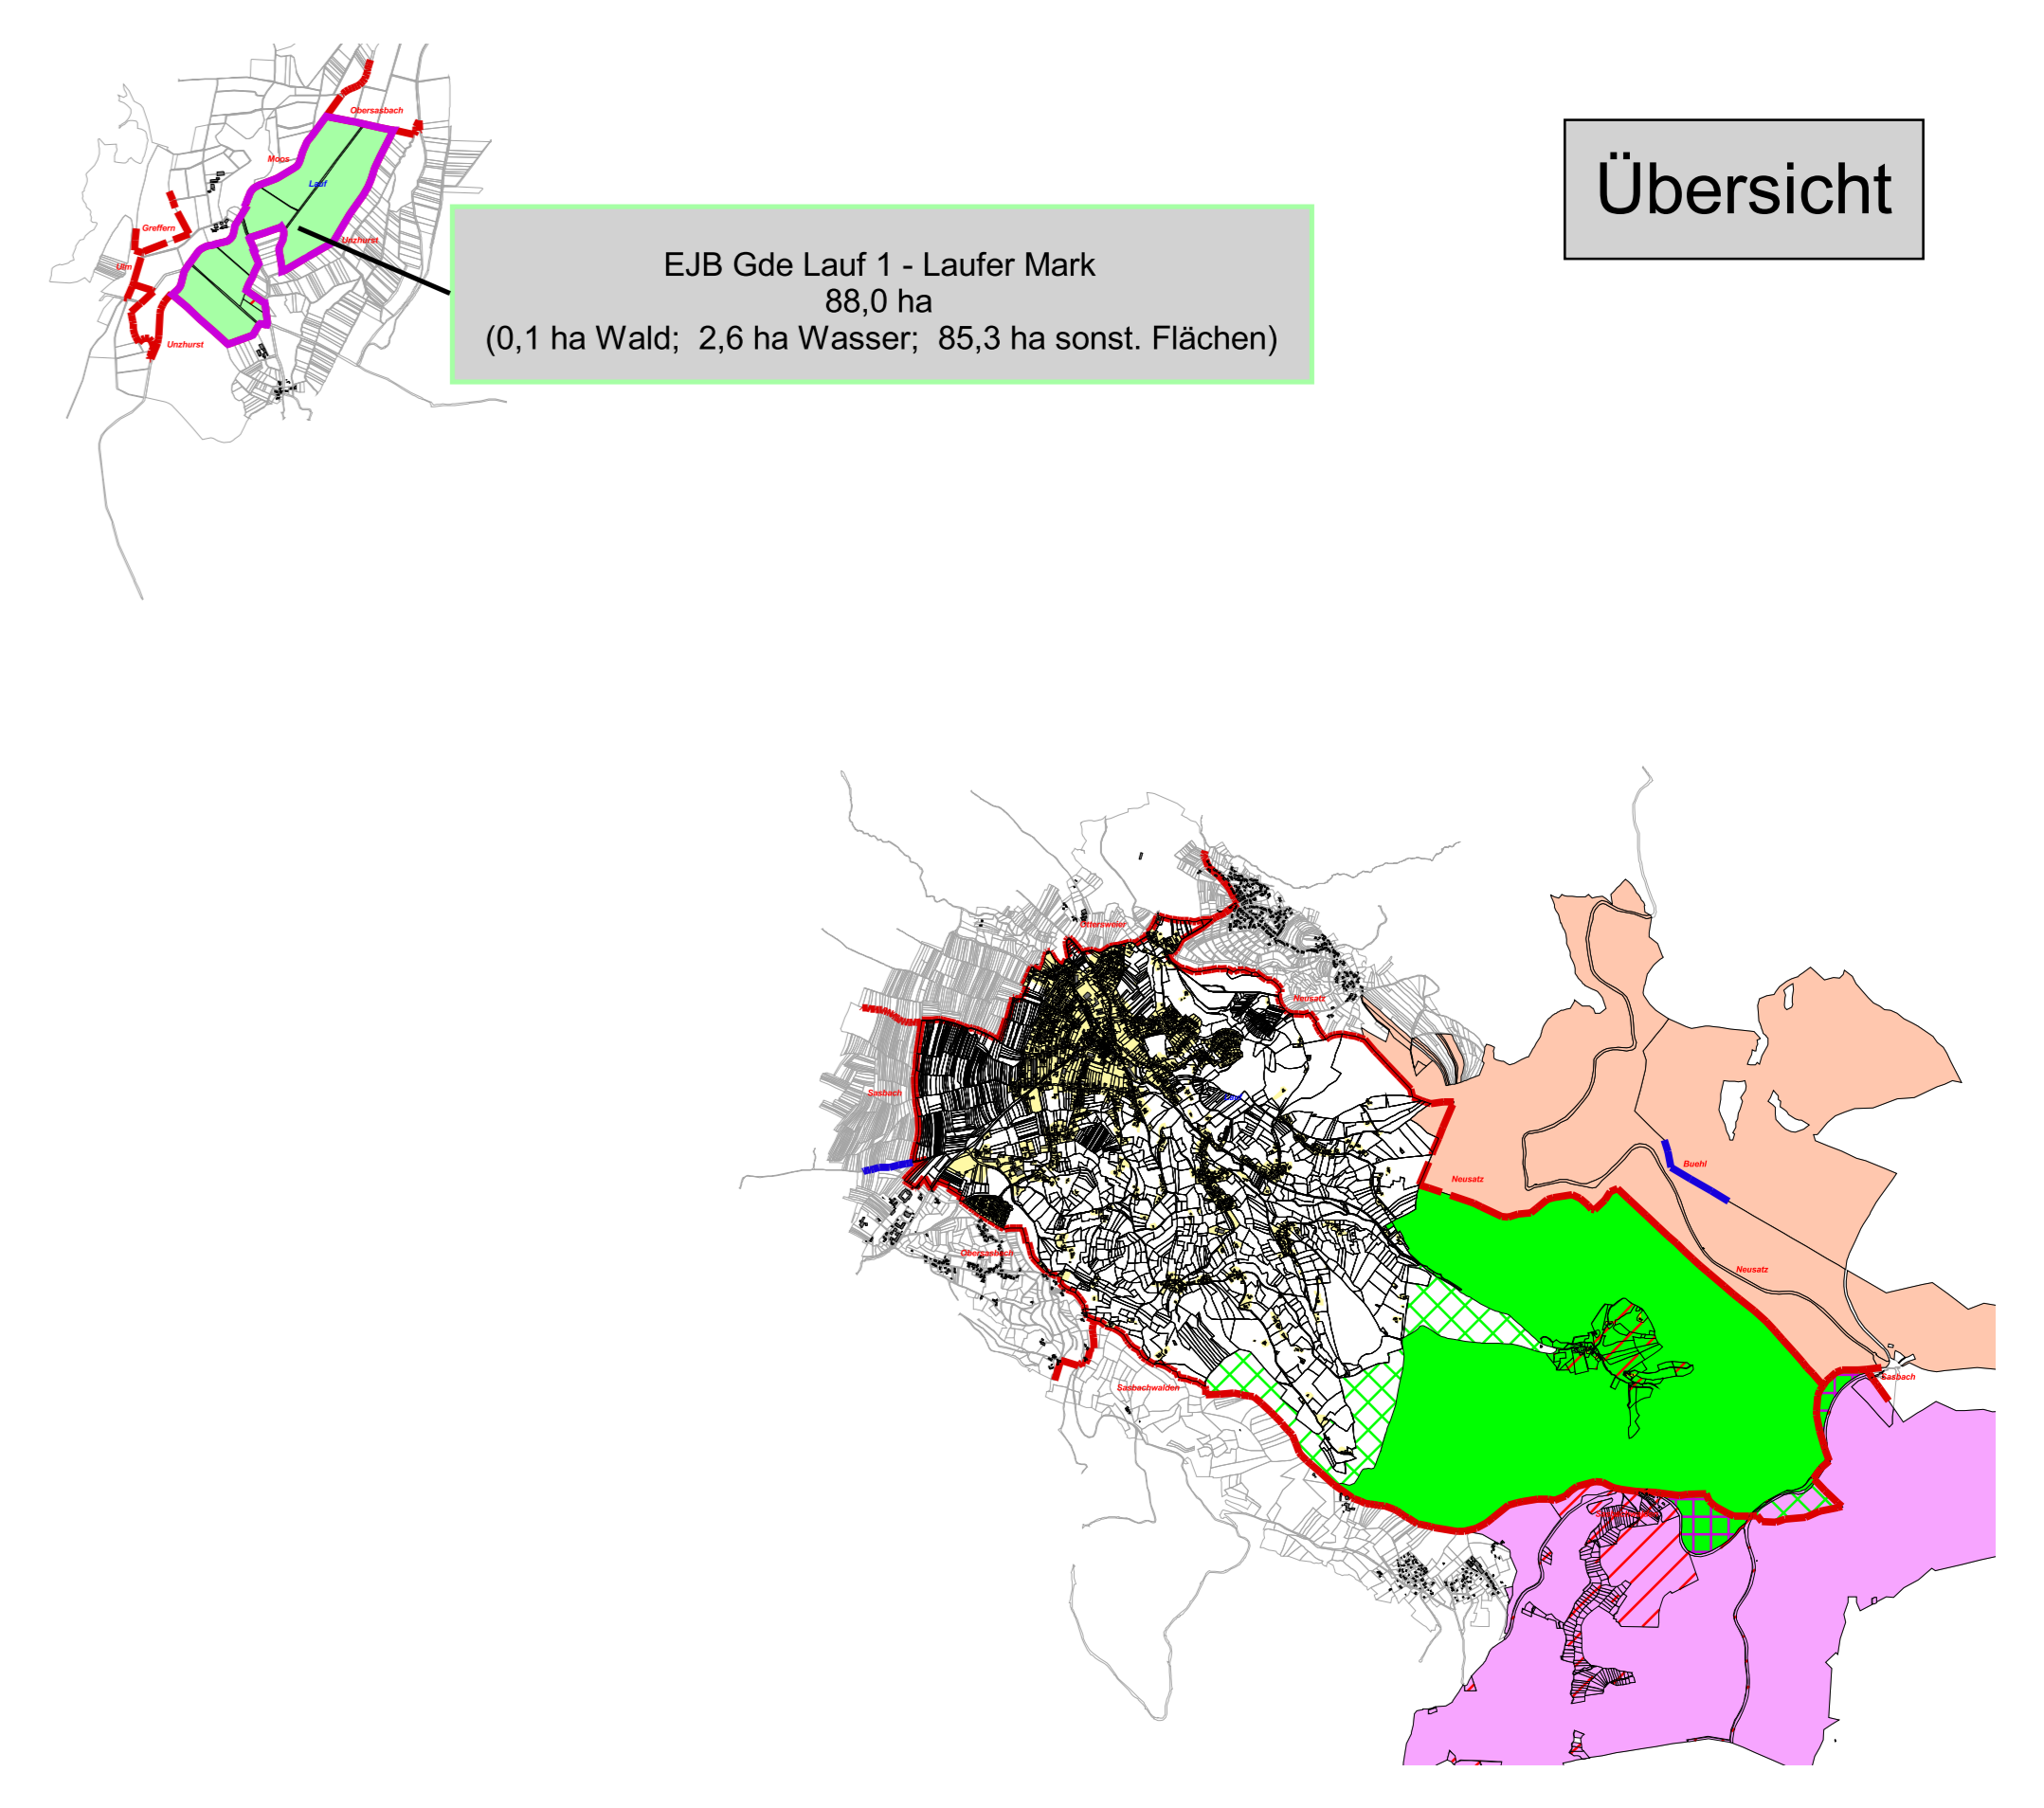 Obersasbach
Übersicht
Moos
Lauf
Greffern
Unzhurst
Ulm
EJB Gde Lauf 1 - Laufer Mark
88,0 ha
(0,1 ha Wald;  2,6 ha Wasser;  85,3 ha sonst. Flächen)
Unzhurst
Ottersweier
Neusatz
Sasbach
Lauf
Buehl
Neusatz
Obersasbach
Neusatz
Sasbach
Sasbachwalden